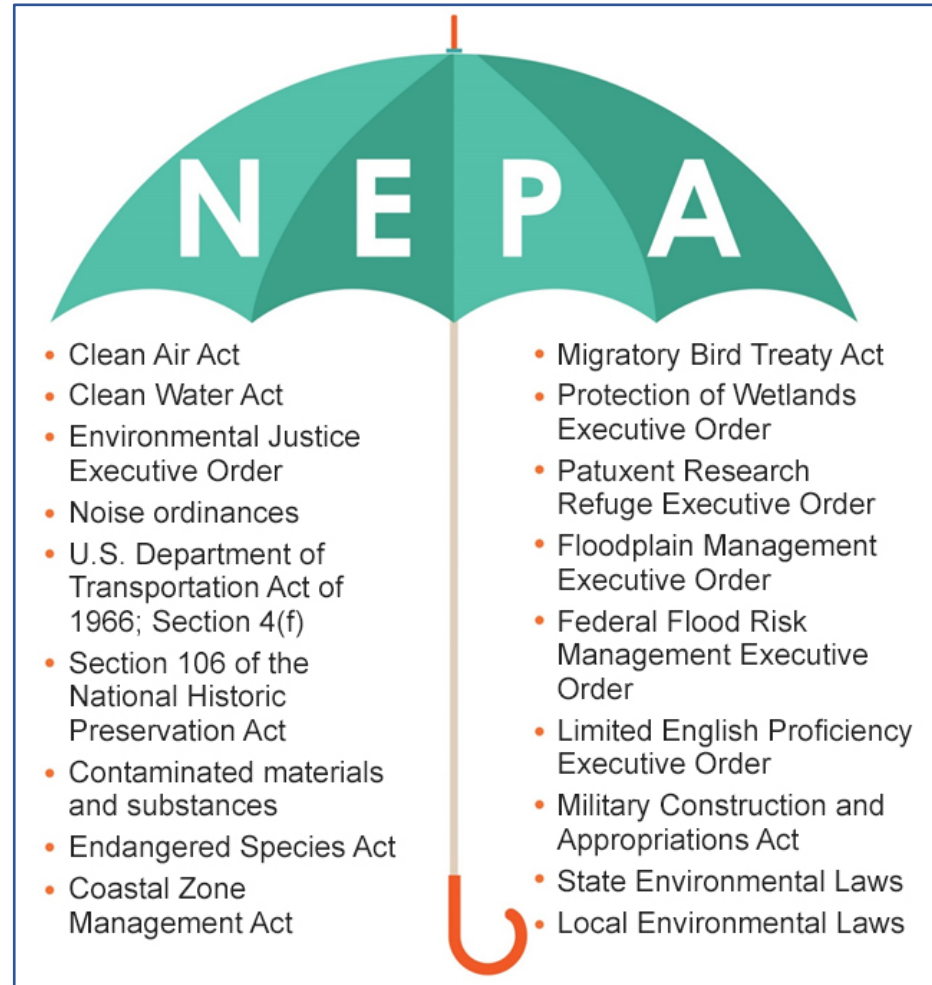 NEPA
• Clean Air Act
• Clean Water Act
• Environmental Justice
Executive Order
• Noise ordinances
• U.S. Department of
Transportation Act of
1966; Section 4(f)
• Section 106 of the
National Historic
Preservation Act
• Contaminated materials
and substances
• Endangered Species Act
• Coastal Zone
Management Act
• Migratory Bird Treaty Act
• Protection of Wetlands
Executive Order
• Patuxent Research
Refuge Executive Order
• Floodplain Management
Executive Order
• Federal Flood Risk
Management Executive
Order
• Limited English Proficiency
Executive Order
• Military Construction and
Appropriations Act
• State Environmental Laws
• Local Environmental Laws